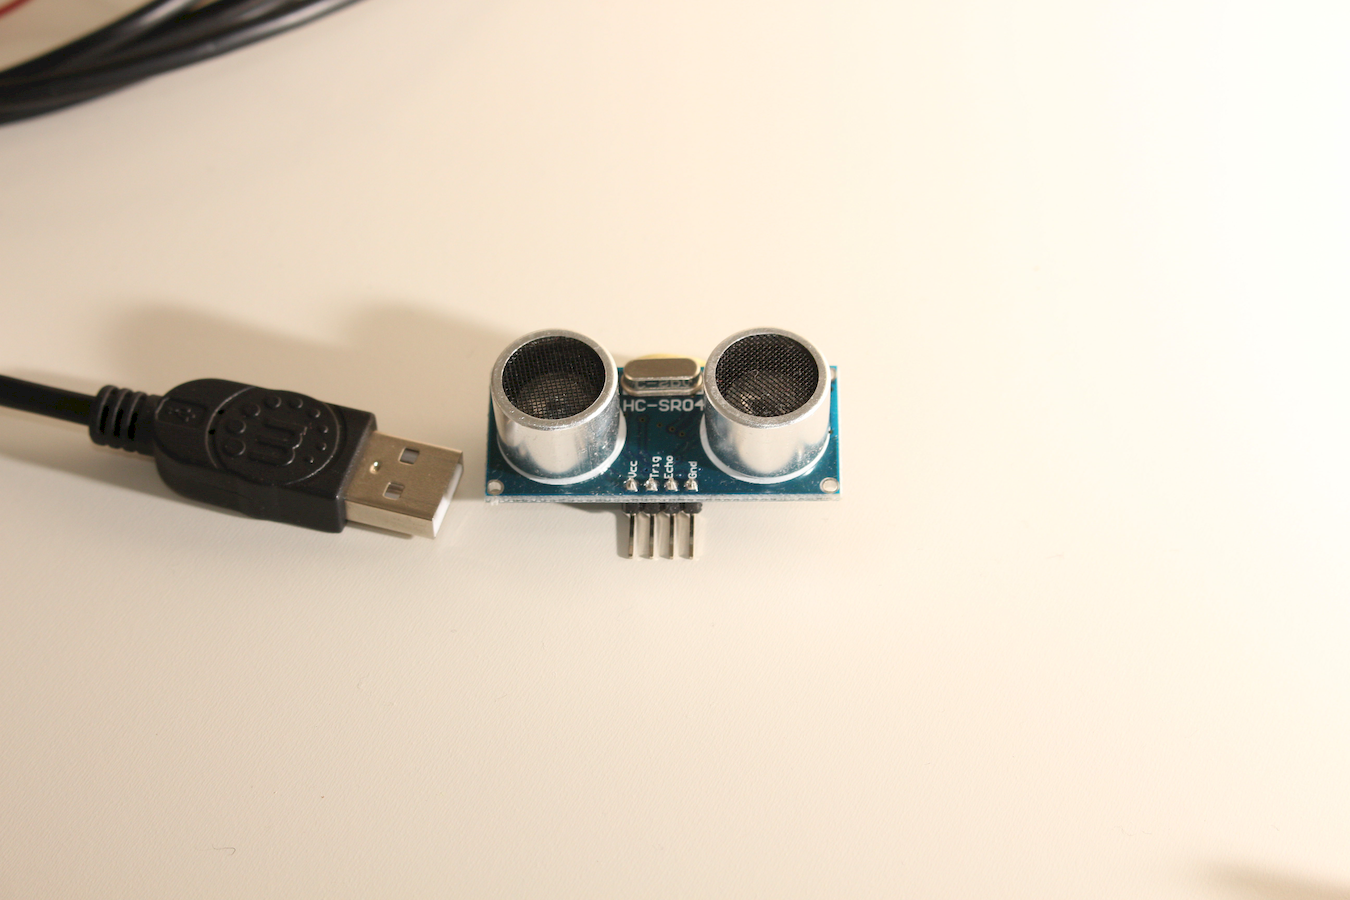 HC-SR04
Vcc
Trig
Echo
Gnd